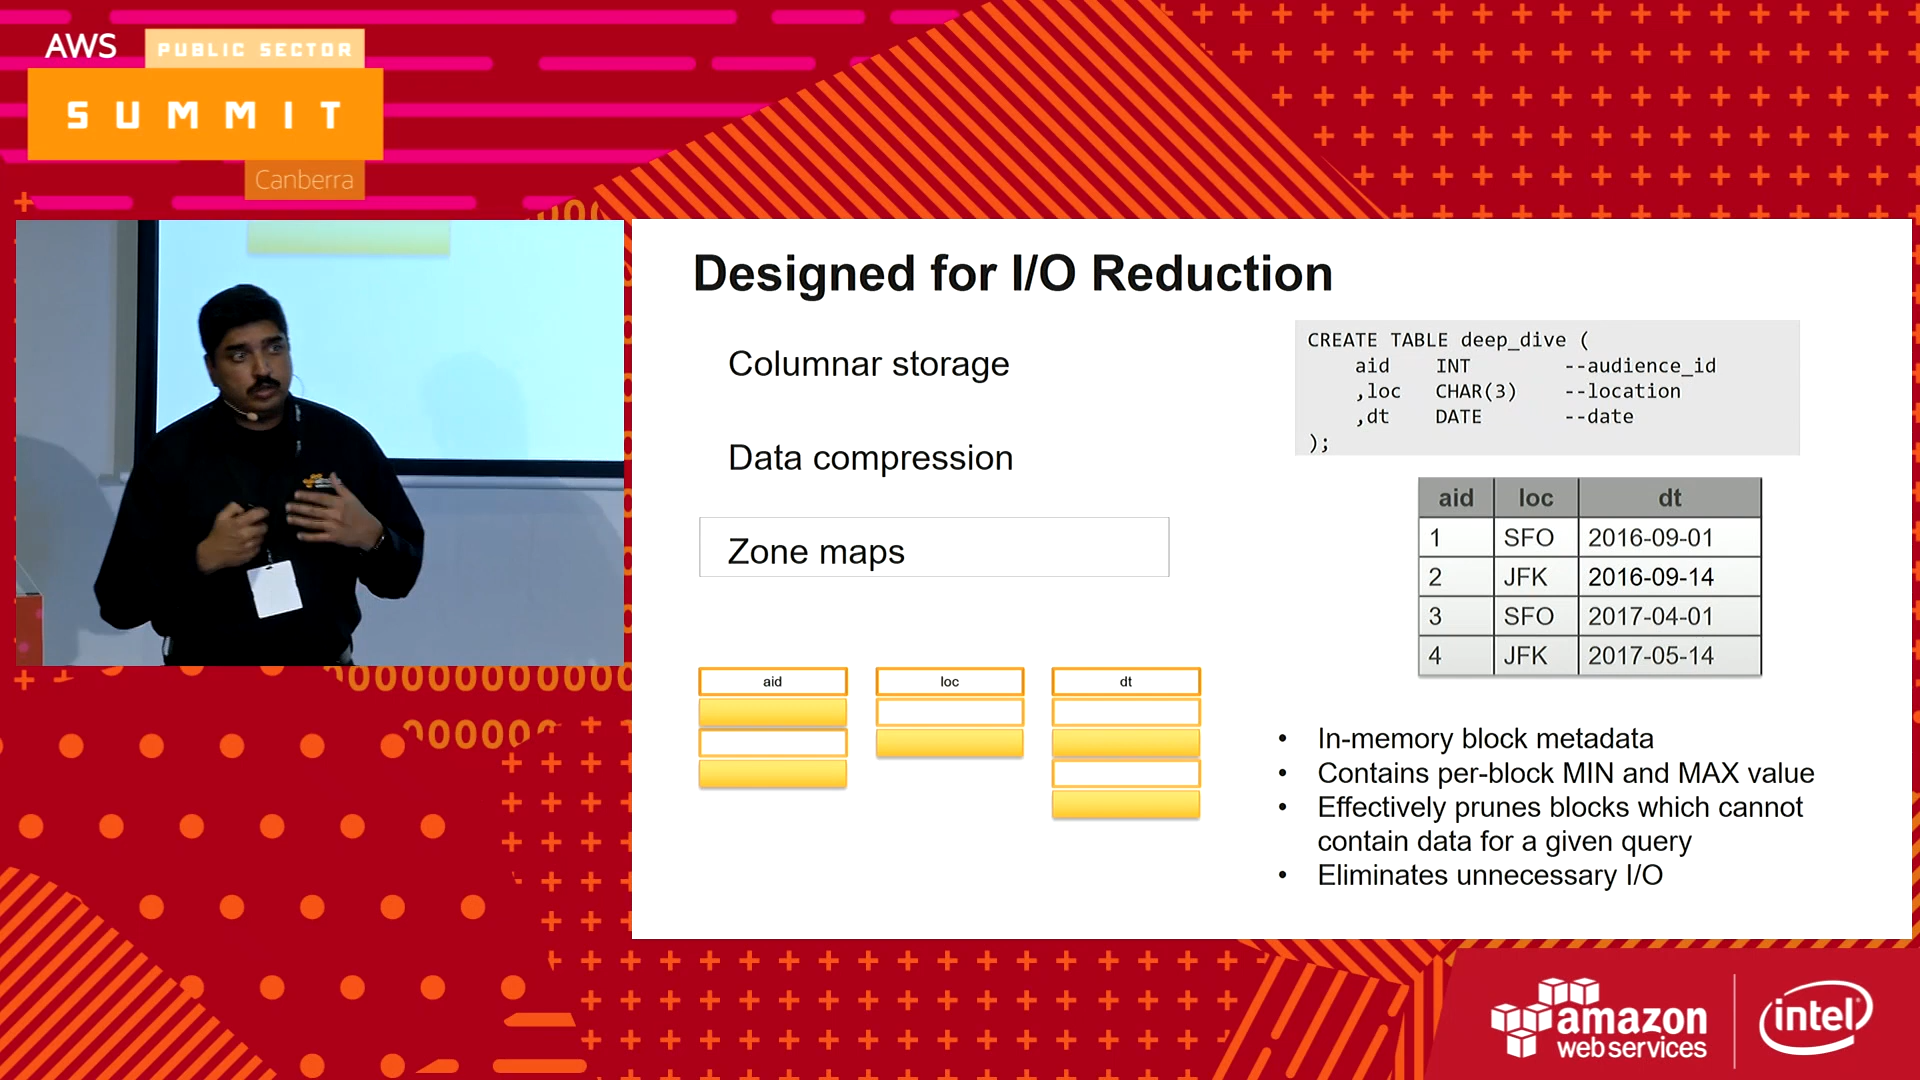 AWS
PUBLIC SECTOR
SUMMIT
Canberra
Designed for I/O Reduction
Columnar storage
Data compression
Zone maps
CREATE TABLE deep_dive (
aid INT --audience_id
,loc CHAR(3) --location
,dt DATE --date
);
aid loc dt
1 SFO 2016-09-01
2 JFK 2016-09-14
3 SFO 2017-04-01
4 JFK 2017-05-14
aid loc dt
• In-memory block metadata
• Contains per-block MIN and MAX value
• Effectively prunes blocks which cannot
contain data for a given query
• Eliminates unnecessary I/O
amazon
web services
intel